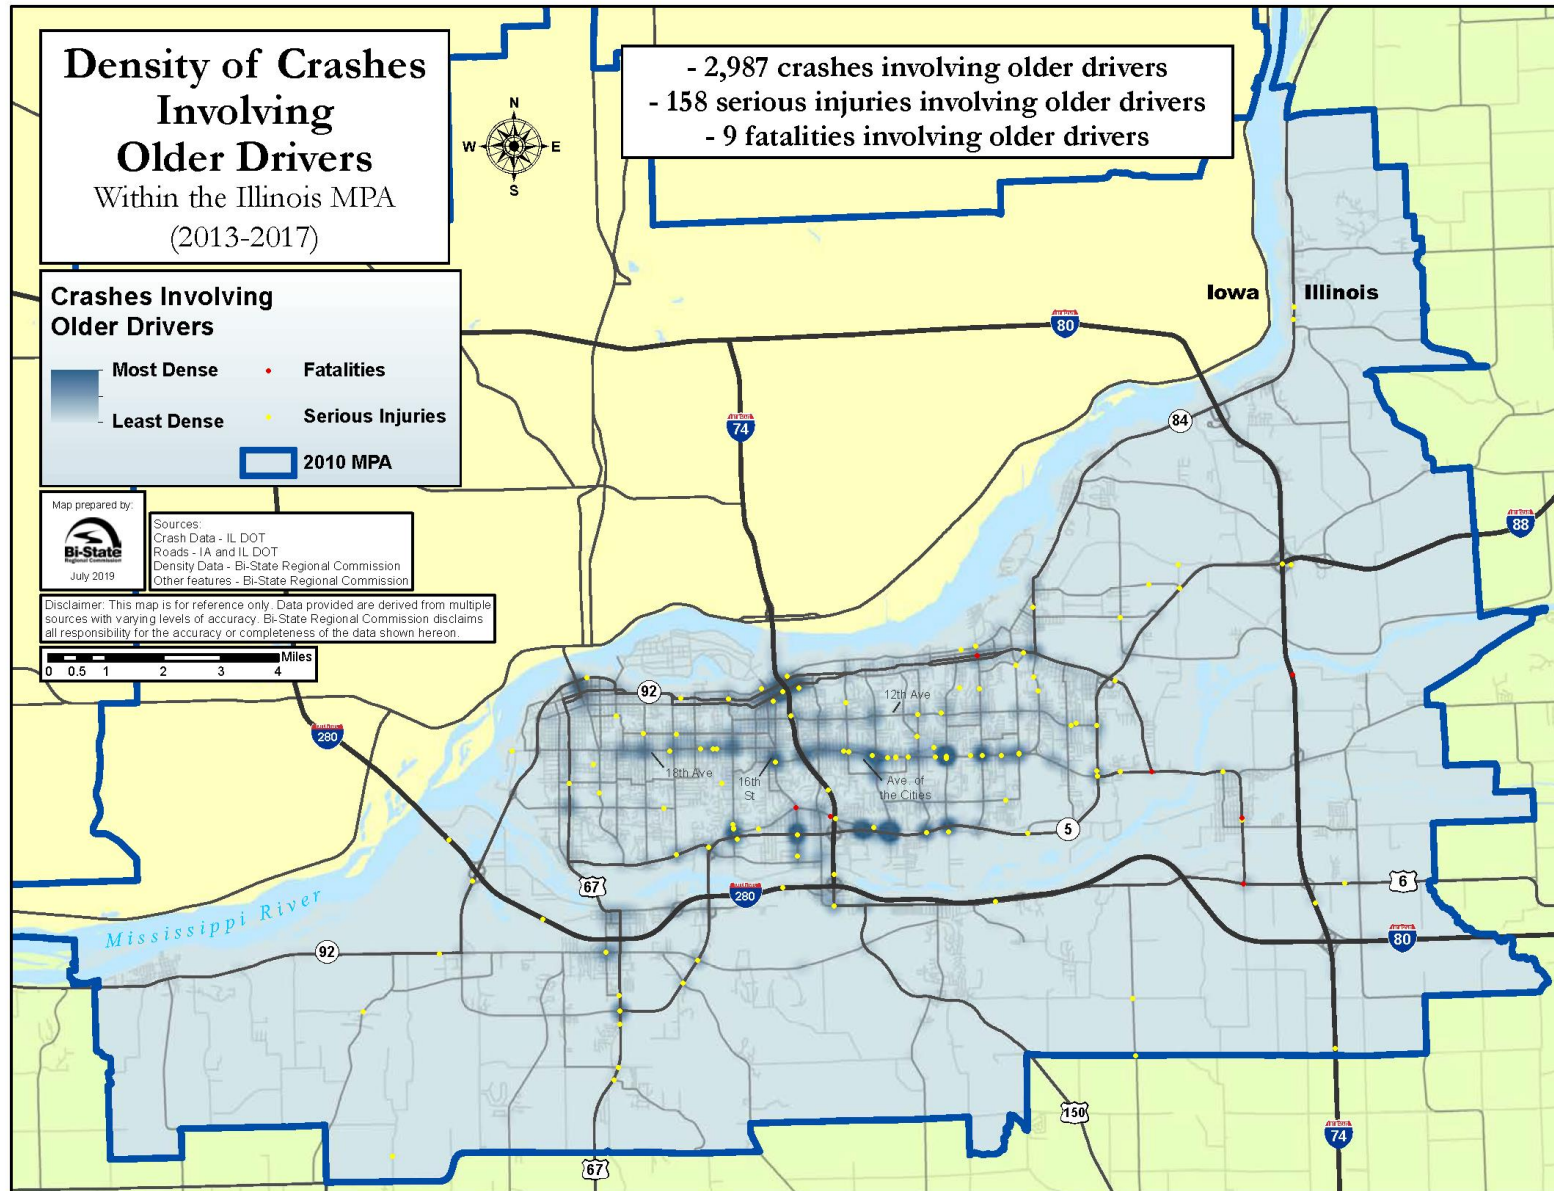 Density of Crashes
Involving
Older Drivers
Within the Illinois MPA
(2013-2017)
- 2,987 crashes involving older drivers
- 158 serious injuries involving older drivers
- 9 fatalities involving older drivers
N
W
E
S
Crashes Involving
Older Drivers
Most Dense
Fatalities
Least Dense
Serious Injuries
2010 MPA
Map prepared by:
Bi-State
Regional Commission
July 2019
Sources:
Crash Data - IL DOT
Roads - IA and IL DOT
Density Data - Bi-State Regional Commission
Other features - Bi-State Regional Commission
Disclaimer: This map is for reference only. Data provided are derived from multiple
sources with varying levels of accuracy. Bi-State Regional Commission disclaims
all responsibility for the accuracy or completeness of the data shown hereon.
Miles
0 0.5 1 2 3 4
Iowa
Illinois
80
74
84
88
92
12th Ave
280
18th Ave
16th
St
Ave. of
the Cities
5
67
280
6
Mississippi River
92
80
150
74
67